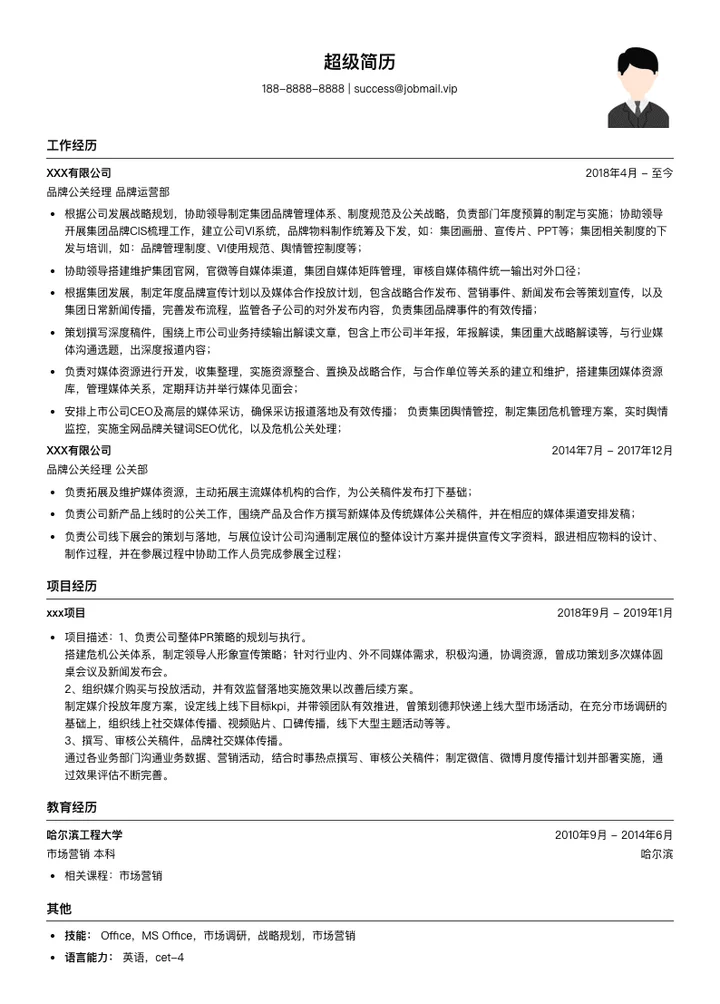 超级简历
188-8888-8888 | success@jobmail.vip
工作经历
XXX有限公司 2018年4月 – 至今
品牌公关经理 品牌运营部
• 根据公司发展战略规划，协助领导制定集团品牌管理体系、制度规范及公关战略，负责部门年度预算的制定与实施；协助领导
开展集团品牌CIS梳理工作，建立公司VI系统，品牌物料制作统筹及下发，如：集团画册、宣传片、PPT等；集团相关制度的下
发与培训，如：品牌管理制度、VI使用规范、舆情管控制度等；
• 协助领导搭建维护集团官网，官微等自媒体渠道，集团自媒体矩阵管理，审核自媒体稿件统一输出对外口径；
• 根据集团发展，制定年度品牌宣传计划以及媒体合作投放计划，包含战略合作发布、营销事件、新闻发布会等策划宣传，以及
集团日常新闻传播，完善发布流程，监管各子公司的对外发布内容，负责集团品牌事件的有效传播；
• 策划撰写深度稿件，围绕上市公司业务持续输出解读文章，包含上市公司半年报，年报解读，集团重大战略解读等，与行业媒
体沟通选题，出深度报道内容；
• 负责对媒体资源进行开发，收集整理，实施资源整合、置换及战略合作，与合作单位等关系的建立和维护，搭建集团媒体资源
库，管理媒体关系，定期拜访并举行媒体见面会；
• 安排上市公司CEO及高层的媒体采访，确保采访报道落地及有效传播； 负责集团舆情管控，制定集团危机管理方案，实时舆情
监控，实施全网品牌关键词SEO优化，以及危机公关处理；
XXX有限公司 2014年7月 – 2017年12月
品牌公关经理 公关部
• 负责拓展及维护媒体资源，主动拓展主流媒体机构的合作，为公关稿件发布打下基础；
• 负责公司新产品上线时的公关工作，围绕产品及合作方撰写新媒体及传统媒体公关稿件，并在相应的媒体渠道安排发稿；
• 负责公司线下展会的策划与落地，与展位设计公司沟通制定展位的整体设计方案并提供宣传文字资料，跟进相应物料的设计、
制作过程，并在参展过程中协助工作人员完成参展全过程；
项目经历
xxx项目 2018年9月 – 2019年1月
• 项目描述：1、负责公司整体PR策略的规划与执行。
搭建危机公关体系，制定领导人形象宣传策略；针对行业内、外不同媒体需求，积极沟通，协调资源，曾成功策划多次媒体圆
桌会议及新闻发布会。
2、组织媒介购买与投放活动，并有效监督落地实施效果以改善后续方案。
制定媒介投放年度方案，设定线上线下目标kpi，并带领团队有效推进，曾策划德邦快递上线大型市场活动，在充分市场调研的
基础上，组织线上社交媒体传播、视频贴片、口碑传播，线下大型主题活动等等。
3、撰写、审核公关稿件，品牌社交媒体传播。
通过各业务部门沟通业务数据、营销活动，结合时事热点撰写、审核公关稿件；制定微信、微博月度传播计划并部署实施，通
过效果评估不断完善。
教育经历
哈尔滨工程大学 2010年9月 – 2014年6月
市场营销 本科 哈尔滨
• 相关课程：市场营销
其他
• 技能： Office，MS Office，市场调研，战略规划，市场营销
• 语言能力： 英语，cet-4